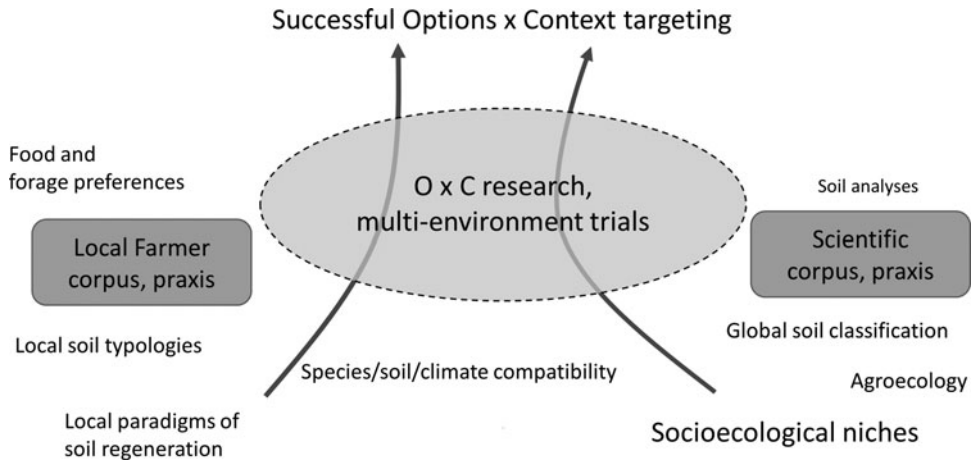 Successful Options x Context targeting
Food and
forage preferences
O x C research,
multi-environment trials
Soil analyses
Local Farmer
corpus, praxis
Scientific
corpus, praxis
Local soil typologies
Global soil classification
Species/soil/climate compatibility
Agroecology
Local paradigms of
soil regeneration
Socioecological niches